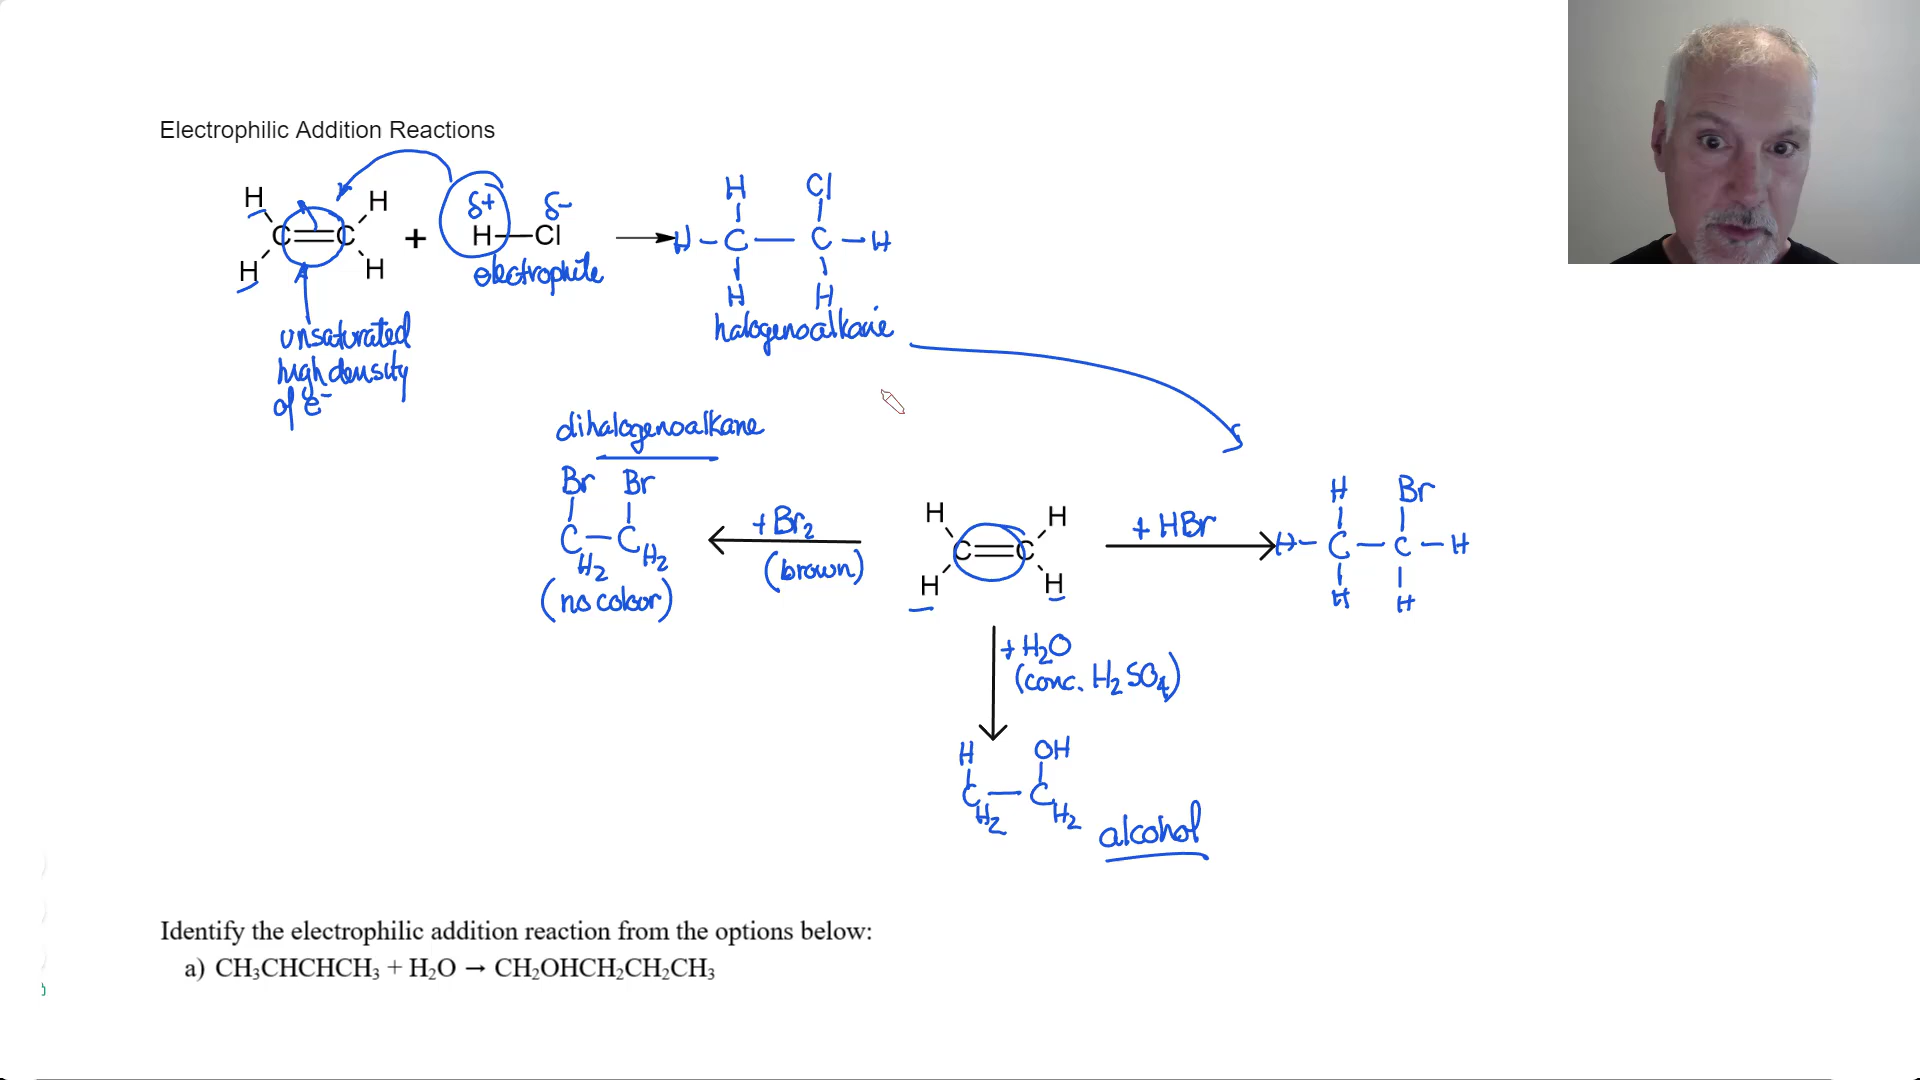 Electrophilic Addition Reactions
H H δ+ δ- H Cl
C=C + H—Cl → H-C—C-H
H H electrophile H H
unsaturated halogenoalkane
high density
of e⁻
dihalogenoalkane
Br Br H H H Br
C-C +Br₂ C=C +HBr H-C-C-H
H₂ H₂ (brown) H H H H
(no colour)
+H₂O
(conc. H₂SO₄)
H OH
C—C
H₂ H₂ alcohol
Identify the electrophilic addition reaction from the options below:
a) CH₃CHCHCH₃ + H₂O → CH₂OHCH₂CH₂CH₃